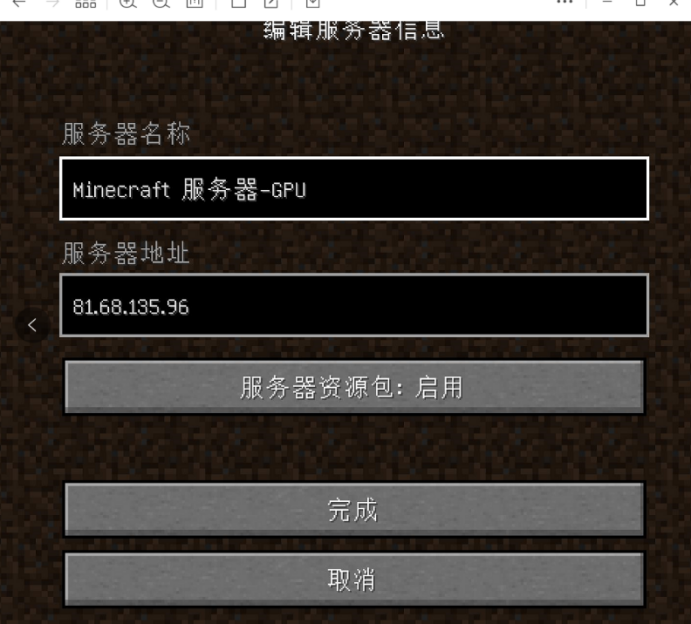 编辑服务器信息
服务器名称
Minecraft 服务器-GPU
服务器地址
81.68.135.96
服务器资源包: 启用
完成
取消